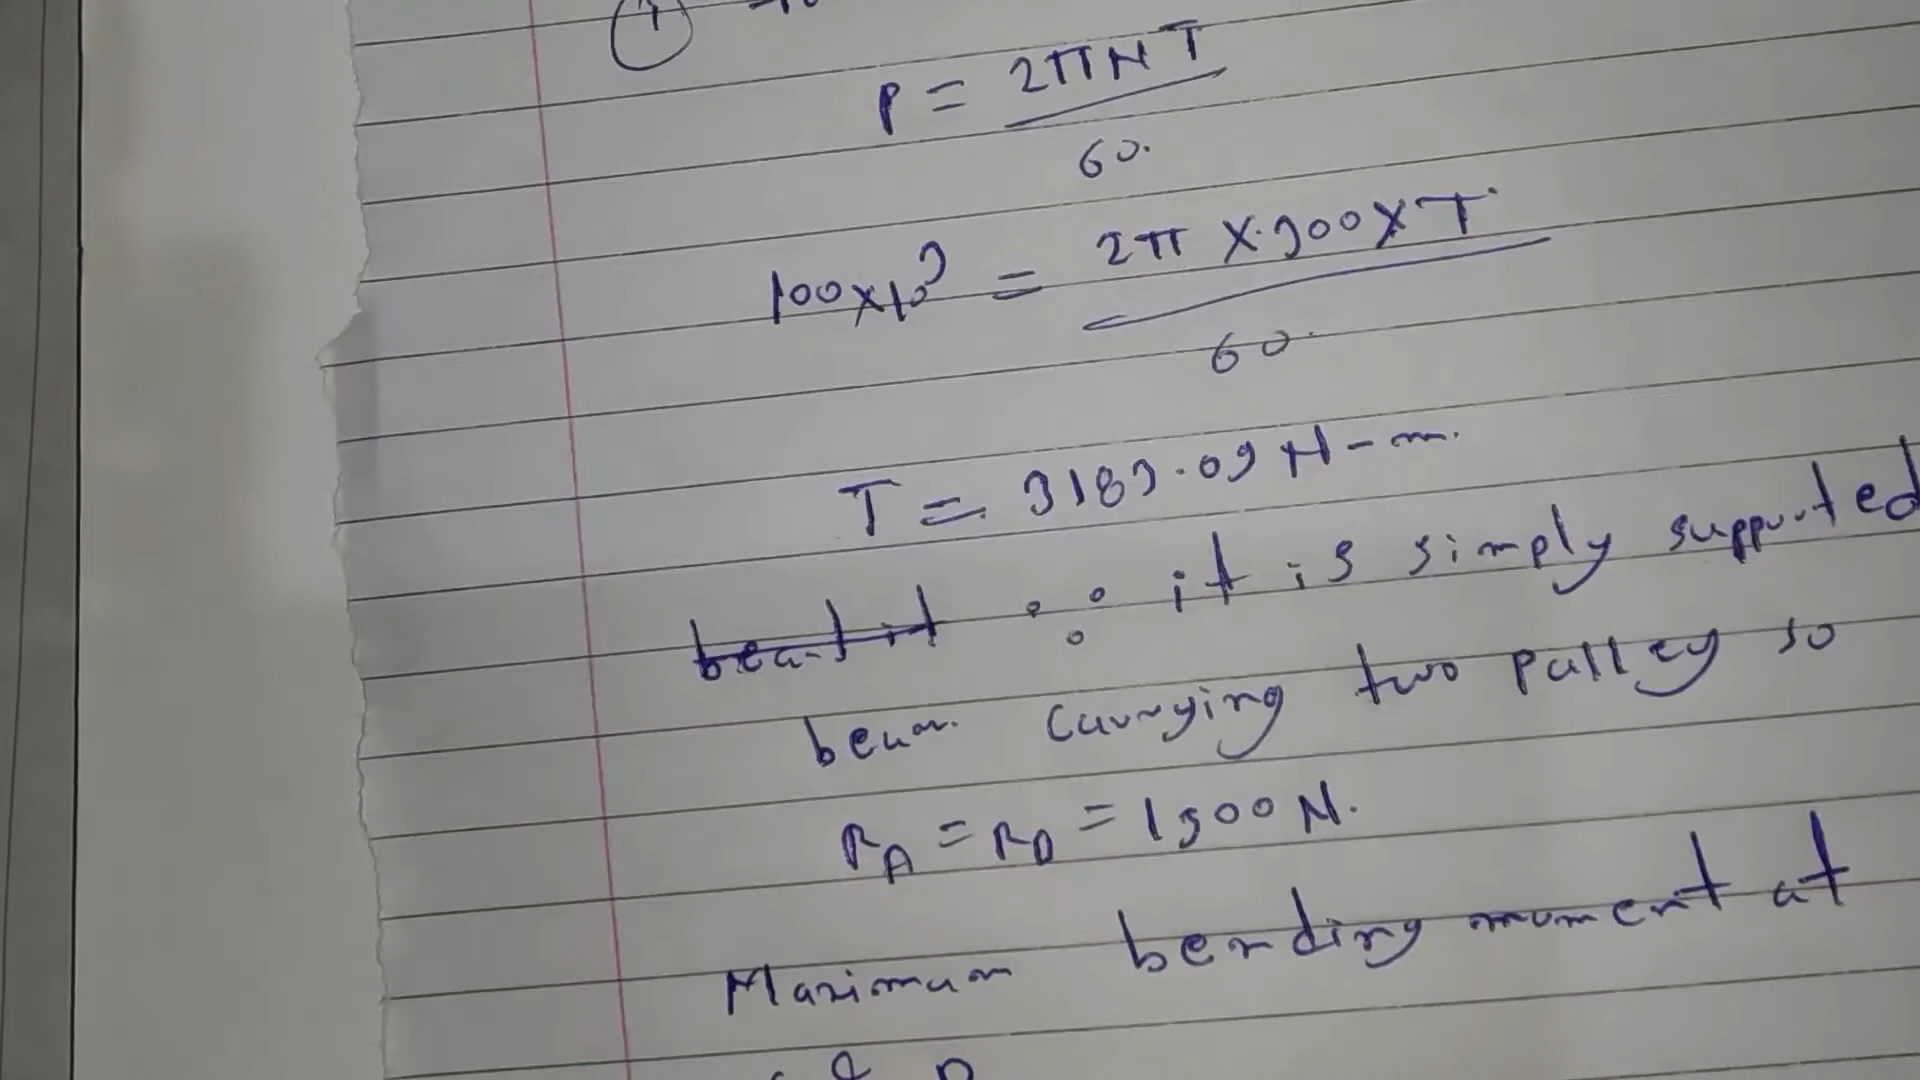 P = 2πNT / 60.
100×10³ = 2π × 300 × T / 60.
T = 3183.09 N-m.
∵ it is simply supported
beam carrying two pulley so
RA = RD = 1500 N.
Maximum bending moment at